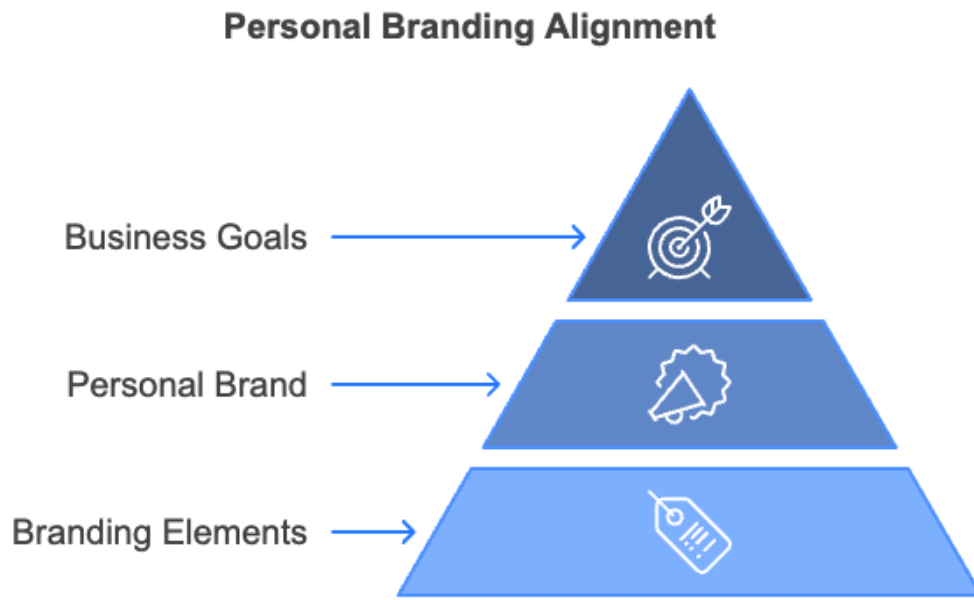 Personal Branding Alignment
Business Goals
Personal Brand
Branding Elements